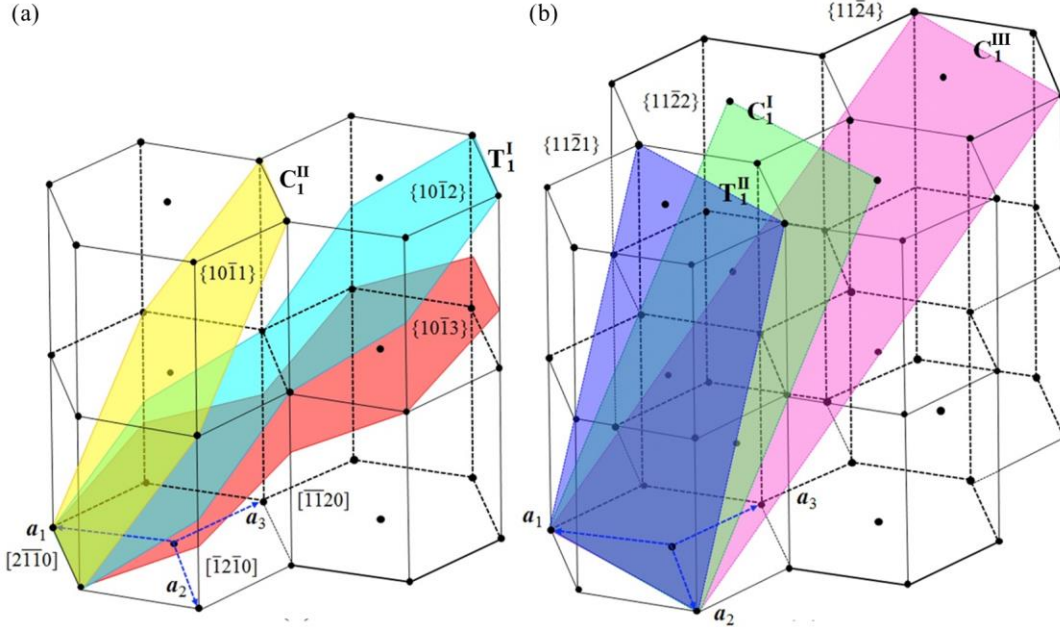 (a)
C₁ᴵᴵ
T₁ᴵ
{101̄2}
{101̄1}
{101̄3}
a₁
[21̄1̄0]
a₃
[1̄1̄20]
[1̄21̄0]
a₂
(b)
{112̄4}
C₁ᴵᴵᴵ
{112̄2}
C₁ᴵ
{112̄1}
T₁ᴵᴵ
a₁
a₃
a₂